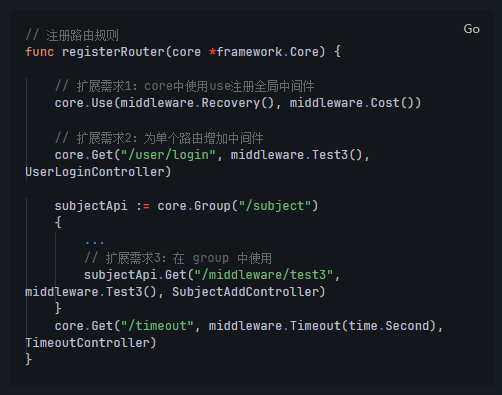 Go
// 注册路由规则
func registerRouter(core *framework.Core) {
// 扩展需求1：core中使用use注册全局中间件
core.Use(middleware.Recovery(), middleware.Cost())
// 扩展需求2：为单个路由增加中间件
core.Get("/user/login", middleware.Test3(),
UserLoginController)
subjectApi := core.Group("/subject")
{
...
// 扩展需求3：在 group 中使用
subjectApi.Get("/middleware/test3",
middleware.Test3(), SubjectAddController)
}
core.Get("/timeout", middleware.Timeout(time.Second),
TimeoutController)
}